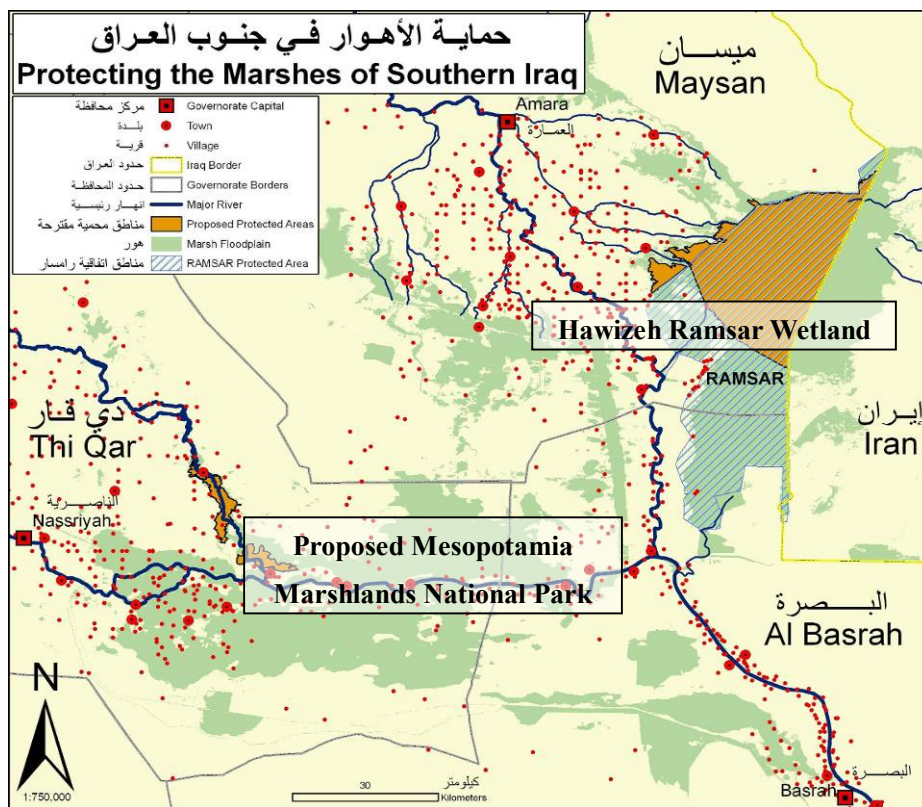 حماية الأهوار في جنوب العراق
Protecting the Marshes of Southern Iraq
مركز محافظة Governorate Capital
بلدة Town
قرية Village
حدود العراق Iraq Border
حدود المحافظة Governorate Borders
انهار رئيسية Major River
مناطق محمية مقترحة Proposed Protected Areas
هور Marsh Floodplain
مناطق اتفاقية رامسار RAMSAR Protected Area
ميسان
Maysan
Amara
العمارة
Hawizeh Ramsar Wetland
RAMSAR
إيران
Iran
ذي قار
Thi Qar
الناصرية
Nassriyah
Proposed Mesopotamia
Marshlands National Park
البصرة
Al Basrah
N
1:750,000
30 كيلومتر
Kilometers
البصرة
Basrah